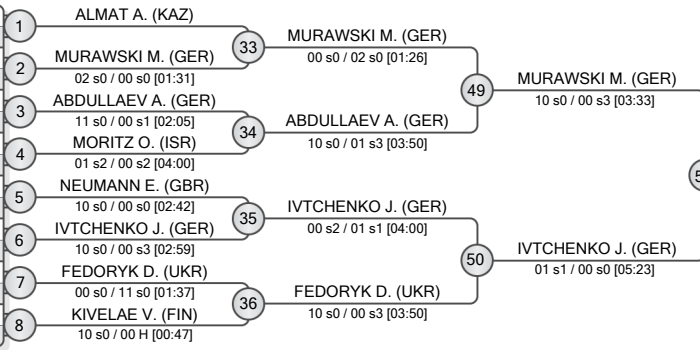 1
ALMAT A. (KAZ)
2
MURAWSKI M. (GER)
02 s0 / 00 s0 [01:31]
3
ABDULLAEV A. (GER)
11 s0 / 00 s1 [02:05]
4
MORITZ O. (ISR)
01 s2 / 00 s2 [04:00]
5
NEUMANN E. (GBR)
10 s0 / 00 s0 [02:42]
6
IVTCHENKO J. (GER)
10 s0 / 00 s3 [02:59]
7
FEDORYK D. (UKR)
00 s0 / 11 s0 [01:37]
8
KIVELAE V. (FIN)
10 s0 / 00 H [00:47]
33
MURAWSKI M. (GER)
00 s0 / 02 s0 [01:26]
34
ABDULLAEV A. (GER)
10 s0 / 01 s3 [03:50]
35
IVTCHENKO J. (GER)
00 s2 / 01 s1 [04:00]
36
FEDORYK D. (UKR)
10 s0 / 00 s3 [03:50]
49
MURAWSKI M. (GER)
10 s0 / 00 s3 [03:33]
50
IVTCHENKO J. (GER)
01 s1 / 00 s0 [05:23]